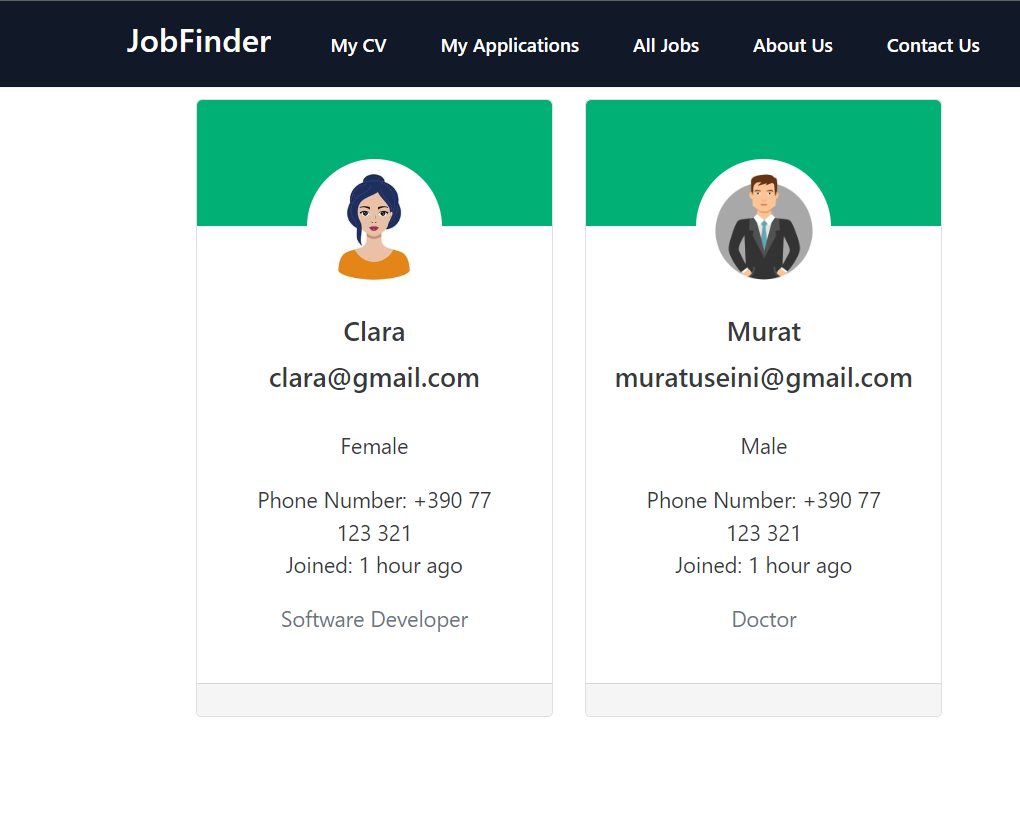 JobFinder
My CV
My Applications
All Jobs
About Us
Contact Us
Clara
clara@gmail.com
Female
Phone Number: +390 77
123 321
Joined: 1 hour ago
Software Developer
Murat
muratuseini@gmail.com
Male
Phone Number: +390 77
123 321
Joined: 1 hour ago
Doctor